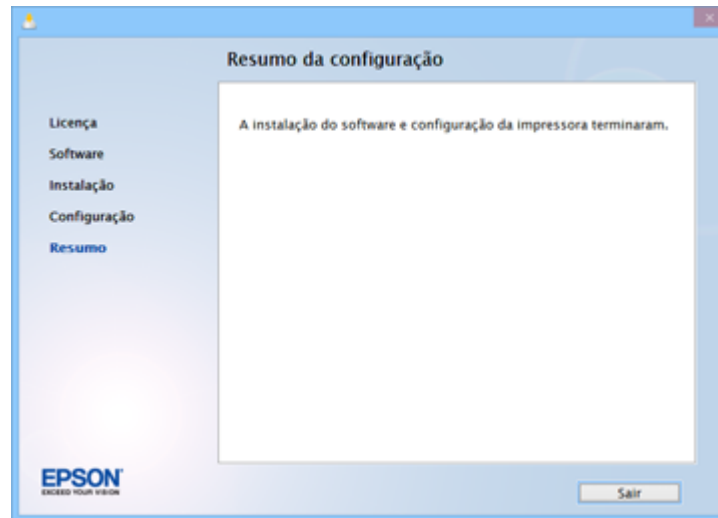 Resumo da configuração
Licença
Software
Instalação
Configuração
Resumo
A instalação do software e configuração da impressora terminaram.
EPSON
EXCEED YOUR VISION
Sair